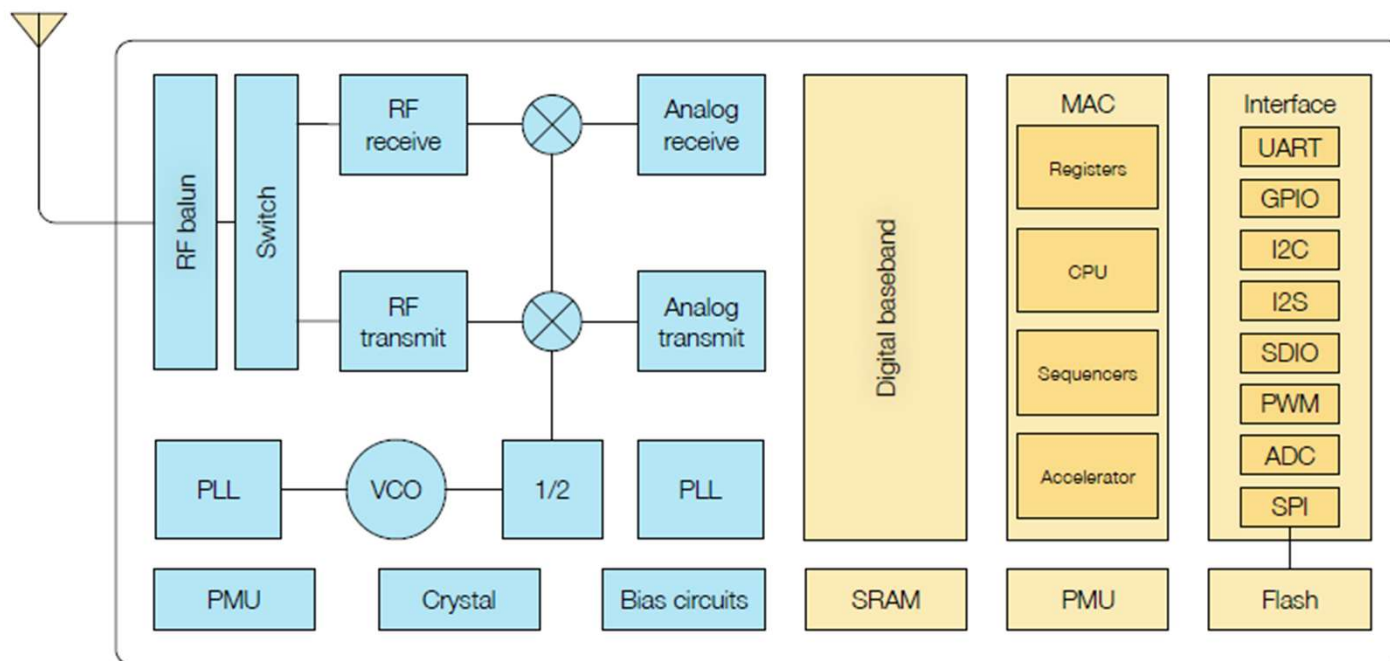 RF balun
Switch
RF
receive
Analog
receive
RF
transmit
Analog
transmit
PLL
VCO
1/2
PLL
PMU
Crystal
Bias circuits
Digital baseband
SRAM
MAC
Registers
CPU
Sequencers
Accelerator
PMU
Interface
UART
GPIO
I2C
I2S
SDIO
PWM
ADC
SPI
Flash